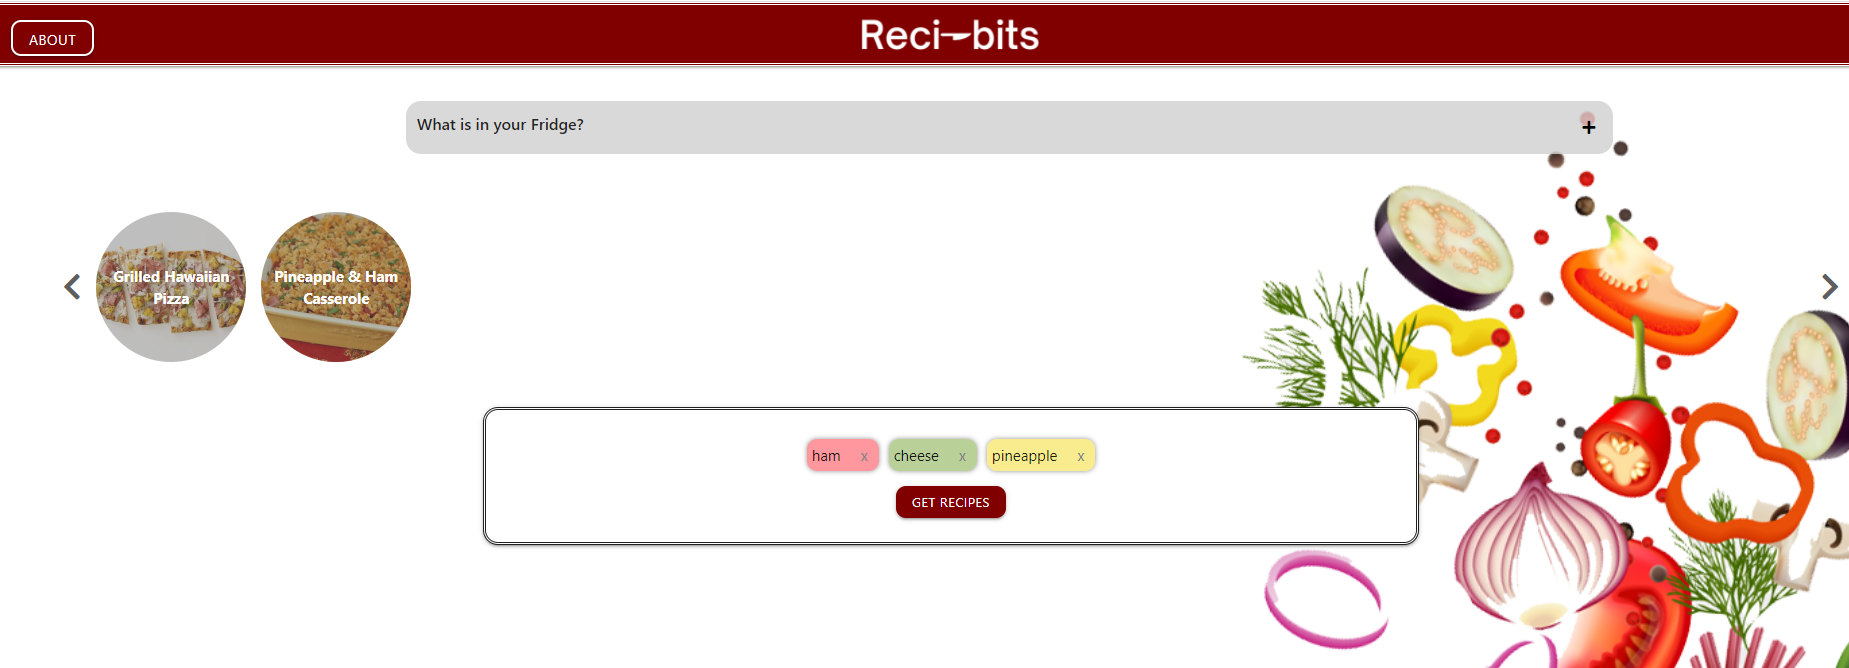 ABOUT
Reci-bits
What is in your Fridge?
+
Grilled Hawaiian
Pizza
Pineapple & Ham
Casserole
ham x
cheese x
pineapple x
GET RECIPES